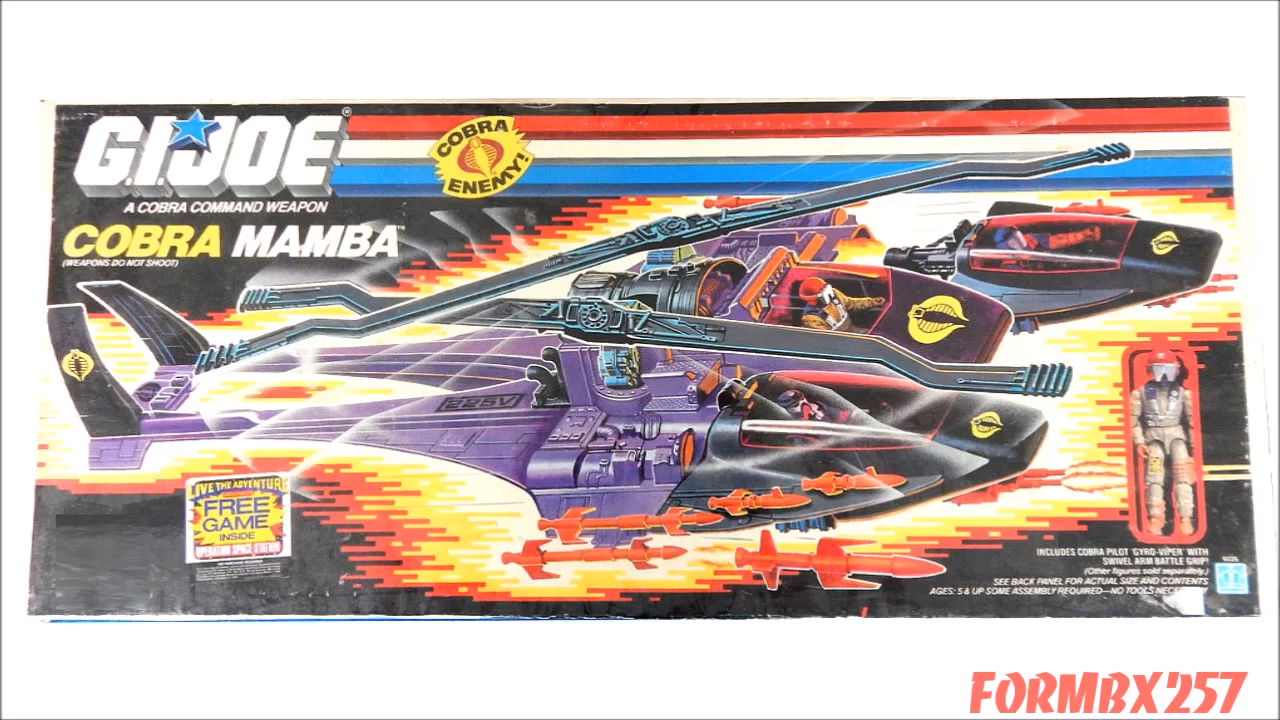 G.I. JOE®
A COBRA COMMAND WEAPON
COBRA ENEMY!
COBRA MAMBA™
(WEAPONS DO NOT SHOOT)
225V
LIVE THE ADVENTURE
FREE
GAME
INSIDE
OPERATION SPACE STATION
INCLUDES COBRA PILOT "GYRO-VIPER" WITH
SWIVEL ARM BATTLE GRIP!
(Other figures sold separately.)
SEE BACK PANEL FOR ACTUAL SIZE AND CONTENTS
AGES: 5 & UP SOME ASSEMBLY REQUIRED—NO TOOLS
FORMBX257